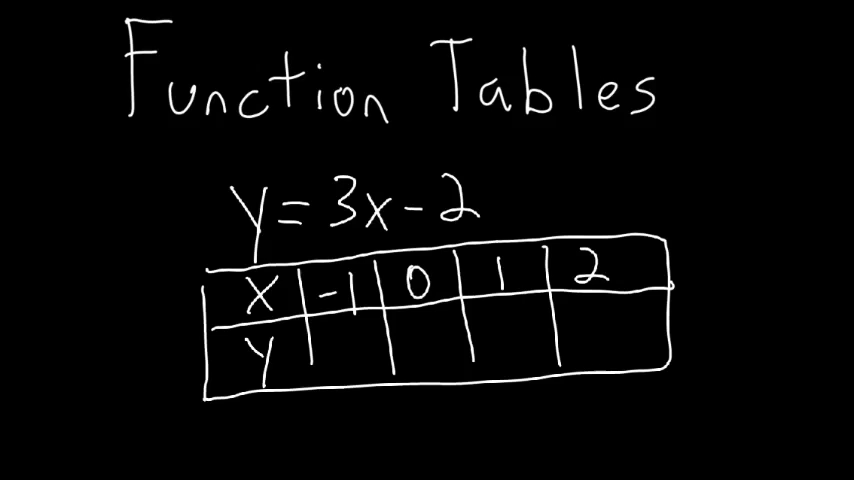 Function Tables
y = 3x - 2
x -1 0 1 2
y